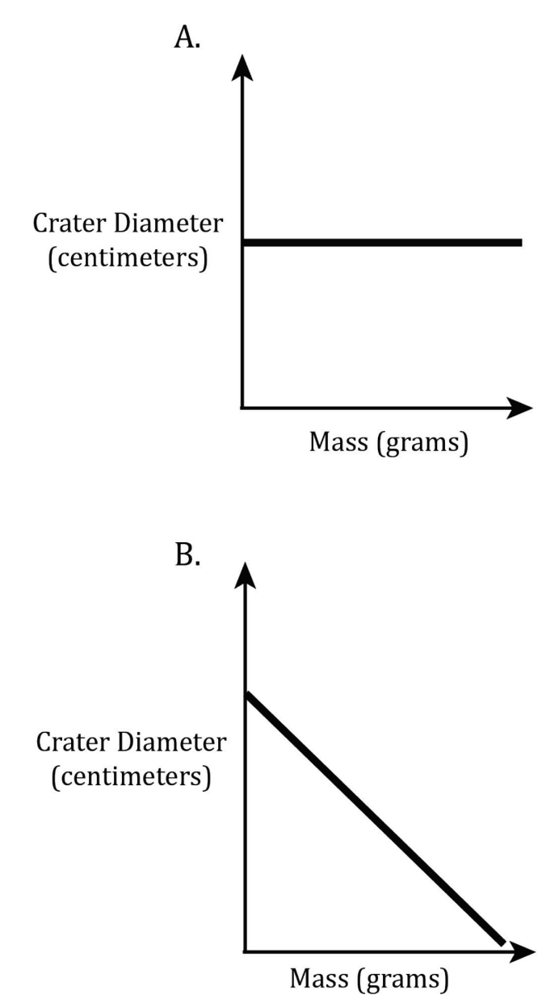 A.
Crater Diameter
(centimeters)
Mass (grams)
B.
Crater Diameter
(centimeters)
Mass (grams)